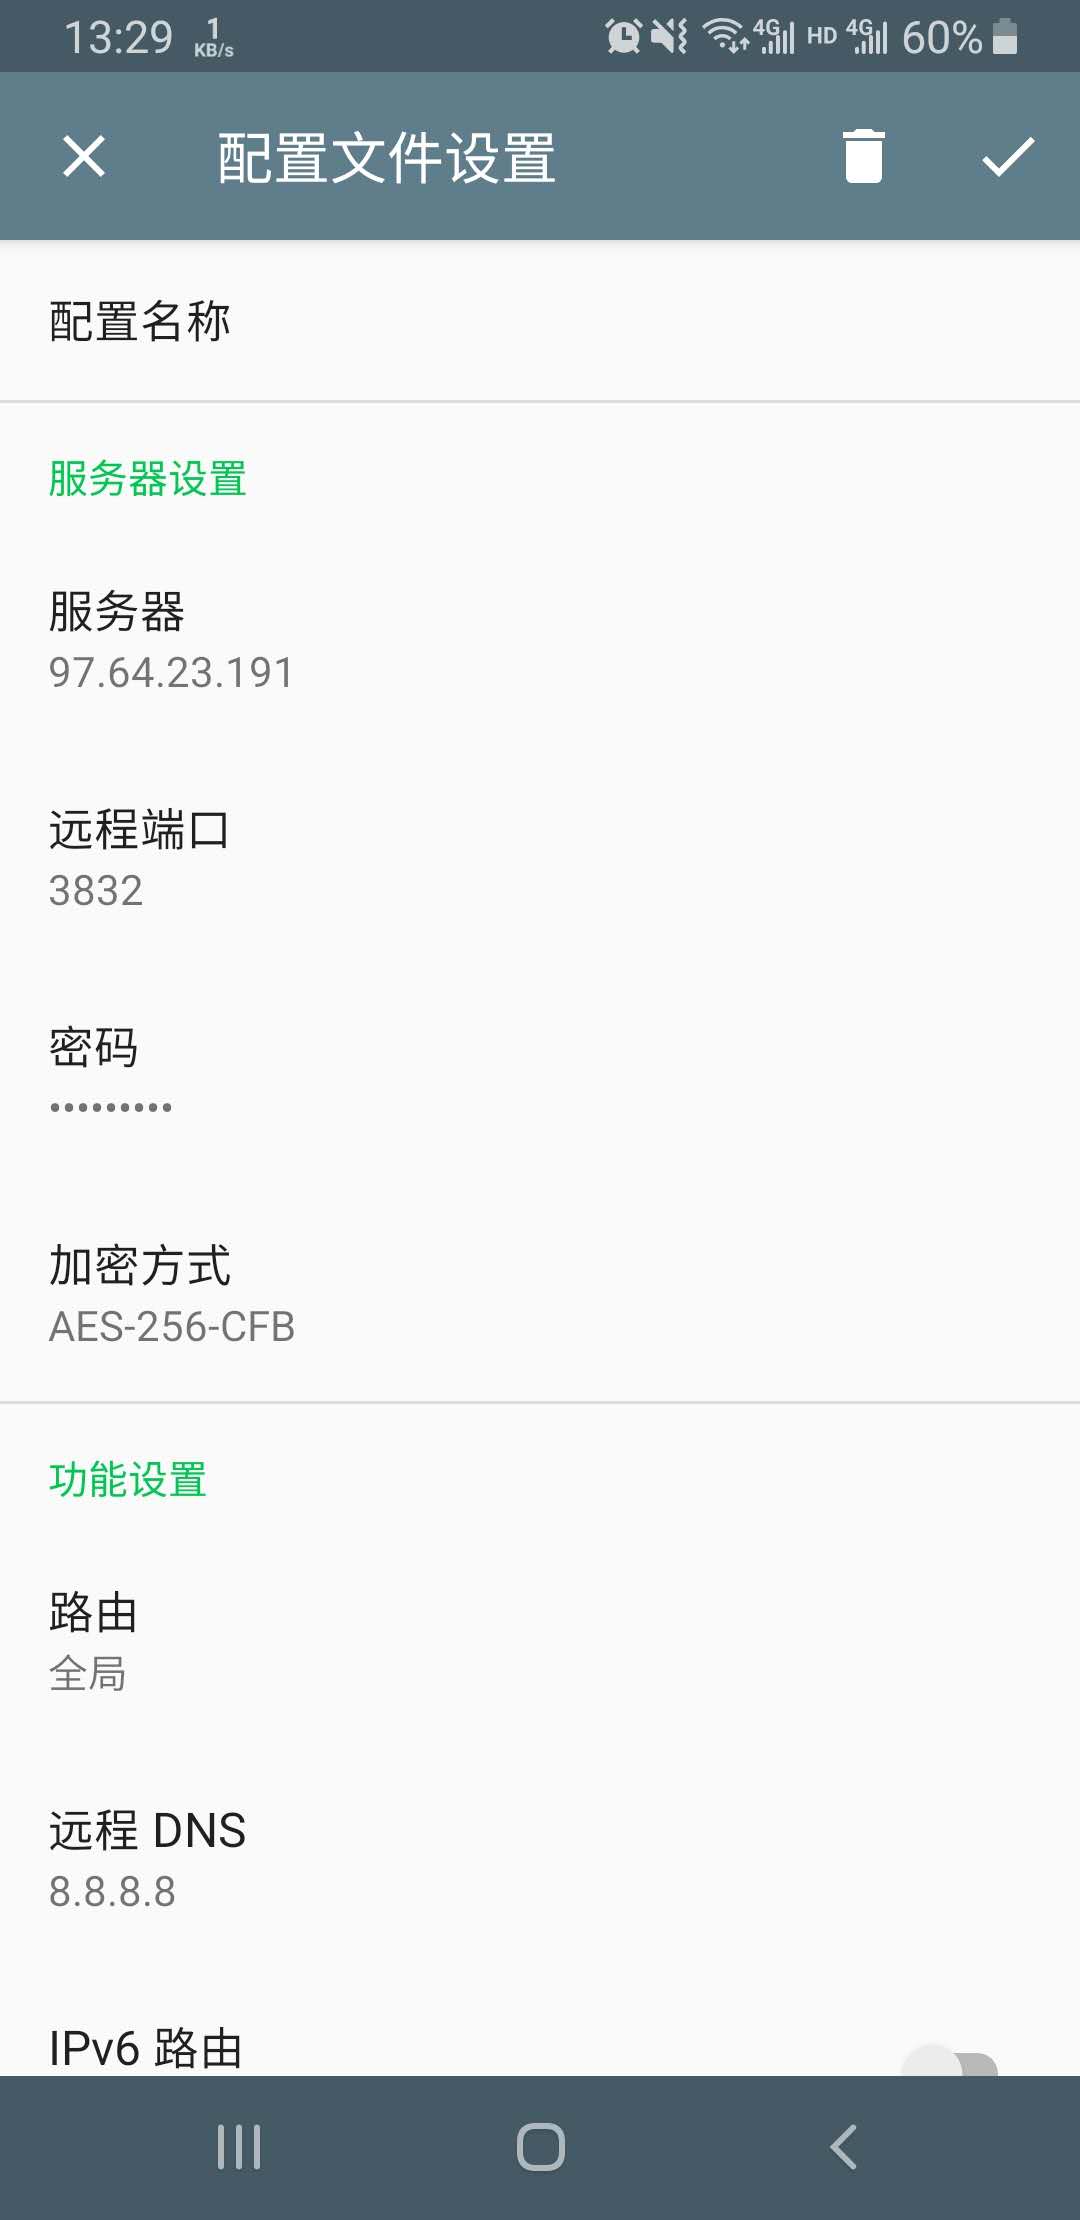 13:29 1 KB/s 4G HD 4G 60%
配置文件设置
配置名称
服务器设置
服务器
97.64.23.191
远程端口
3832
密码
•••••••••
加密方式
AES-256-CFB
功能设置
路由
全局
远程 DNS
8.8.8.8
IPv6 路由